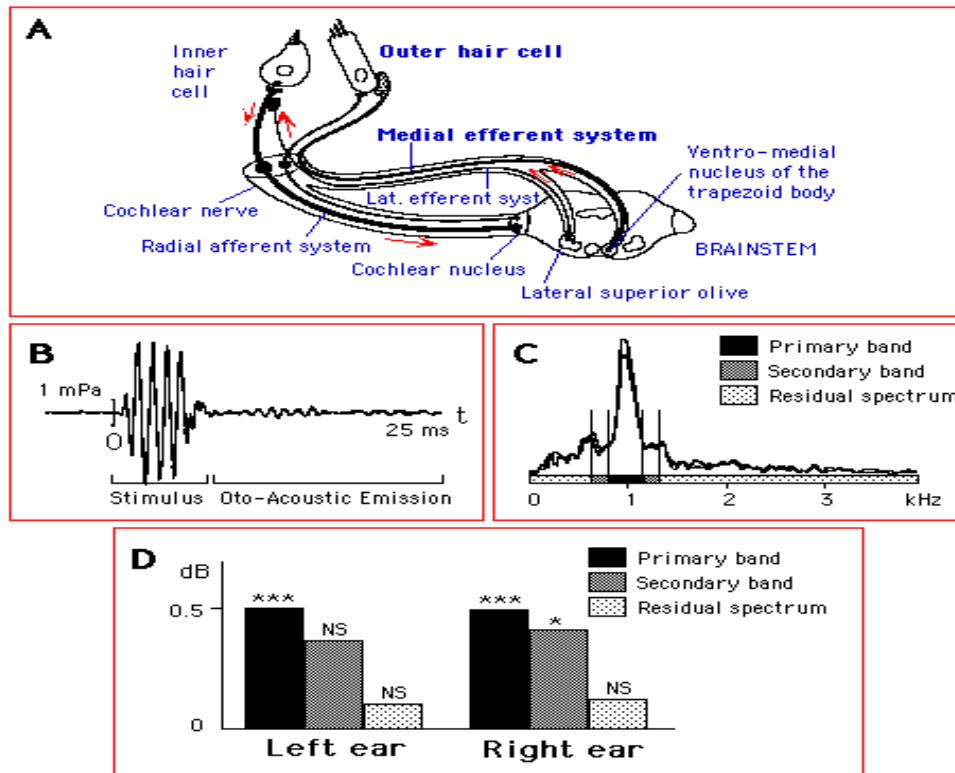 A
Inner
hair
cell
Outer hair cell
Medial efferent system
Ventro-medial
nucleus of the
trapezoid body
Lat. efferent syst
Cochlear nerve
Radial afferent system
Cochlear nucleus
BRAINSTEM
Lateral superior olive
B
1 mPa
0
t
25 ms
Stimulus
Oto-Acoustic Emission
C
Primary band
Secondary band
Residual spectrum
0 1 2 3 kHz
D
dB
0.5
0
Primary band
Secondary band
Residual spectrum
*** NS NS
*** * NS
Left ear
Right ear